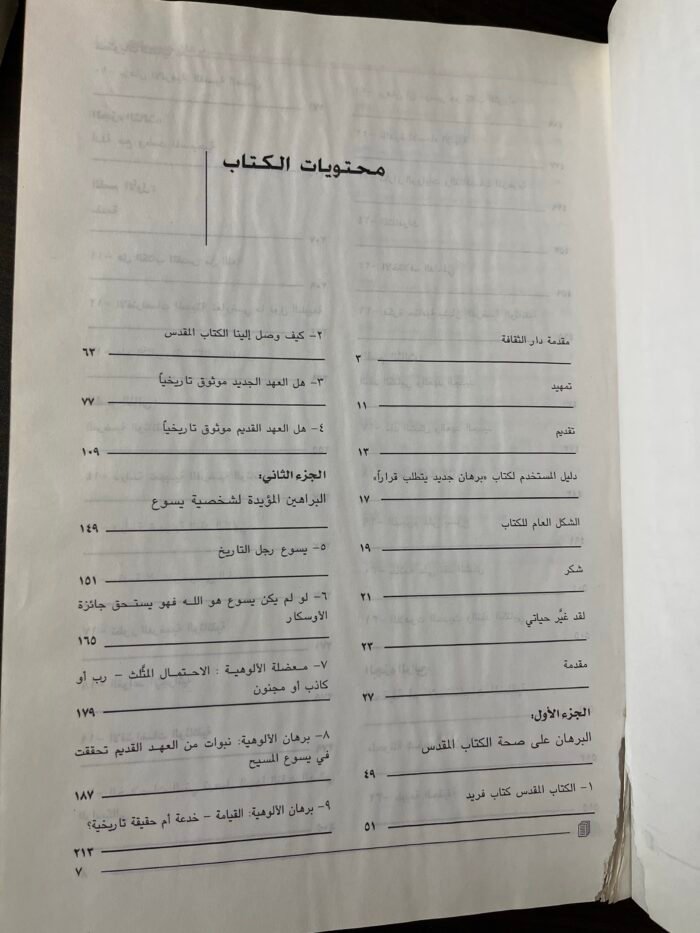 محتويات الكتاب
مقدمة دار الثقافة
٣
تمهيد
١١
تقديم
١٣
دليل المستخدم لكتاب «برهان جديد يتطلب قراراً»
١٧
الشكل العام للكتاب
١٩
شكر
٢١
لقد غيَّر حياتي
٢٣
مقدمة
٢٧
الجزء الأول:
البرهان على صحة الكتاب المقدس
٤٩
١- الكتاب المقدس كتاب فريد
٥١
٢- كيف وصل إلينا الكتاب المقدس
٦٣
٣- هل العهد الجديد موثوق تاريخياً
٧٧
٤- هل العهد القديم موثوق تاريخياً
١٠٩
الجزء الثاني:
البراهين المؤيدة لشخصية يسوع
١٤٩
٥- يسوع رجل التاريخ
١٥١
٦- لو لم يكن يسوع هو الله فهو يستحق جائزة
الأوسكار
١٦٥
٧- معضلة الألوهية : الاحتمال المثَّلث - رب أو
كاذب أو مجنون
١٧٩
٨- برهان الألوهية: نبوات من العهد القديم تحققت
في يسوع المسيح
١٨٧
٩- برهان الألوهية: القيامة - خدعة أم حقيقة تاريخية؟
٢١٣
٧